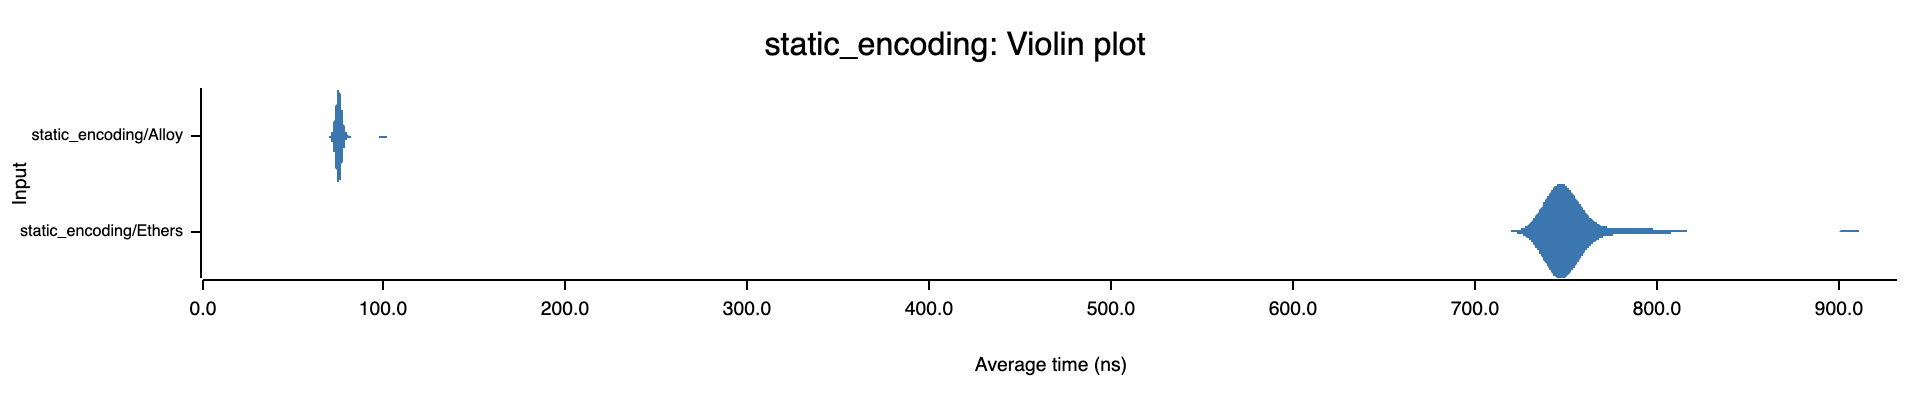 static_encoding: Violin plot
Input
static_encoding/Alloy
static_encoding/Ethers
0.0 100.0 200.0 300.0 400.0 500.0 600.0 700.0 800.0 900.0
Average time (ns)